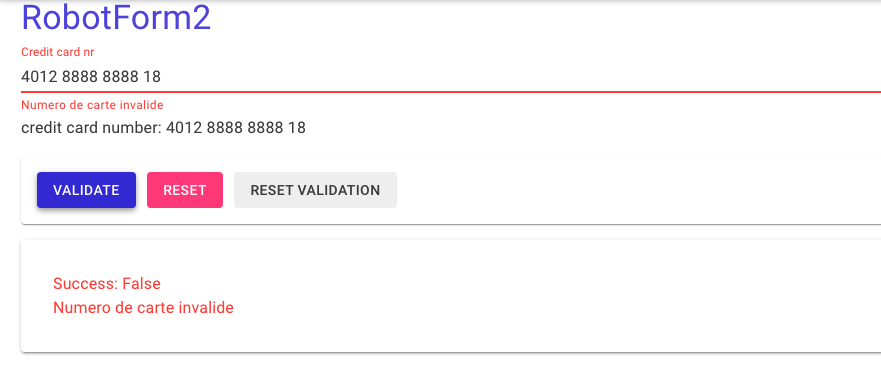 RobotForm2
Credit card nr
4012 8888 8888 18
Numero de carte invalide
credit card number: 4012 8888 8888 18
VALIDATE RESET RESET VALIDATION
Success: False
Numero de carte invalide